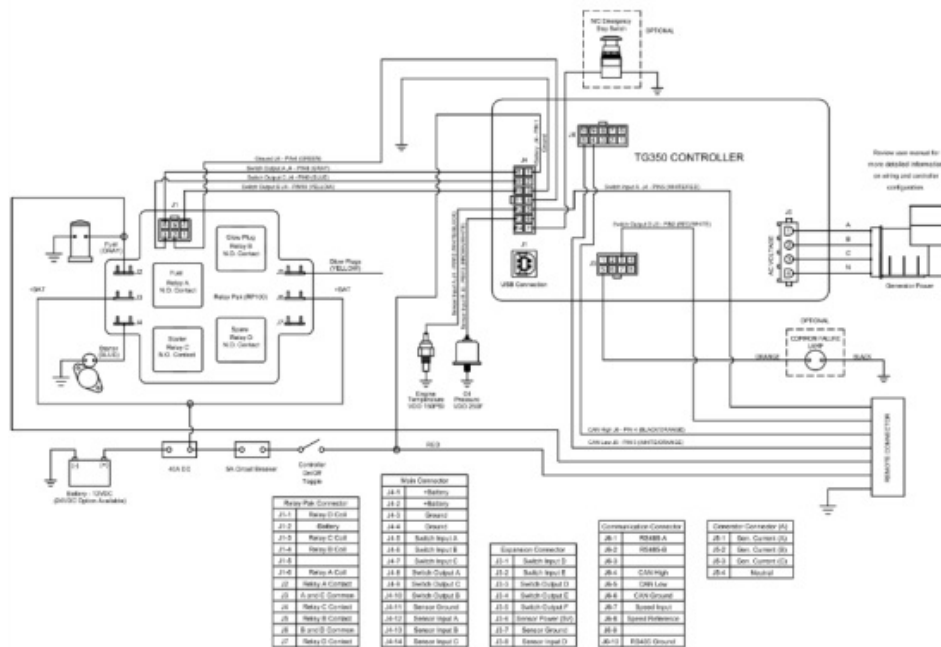 N/C Emergency
Stop Switch
OPTIONAL
TG350 CONTROLLER
Review user manual for
more detailed information
on wiring and controller
configuration.
Ground J4 - PIN4 (GREEN)
Switch Output A J4 - PIN8 (GRAY)
Switch Output C J4 - PIN9 (BLUE)
Switch Output B J4 - PIN10 (YELLOW)
Battery J4 - PIN1
Ground
J4
J1
USB Connection
J1
Fuel
(GRAY)
+BAT
Glow Plug
Relay B
N.O. Contact
Fuel
Relay A
N.O. Contact
Relay Pak (RP100)
Starter
Relay C
N.O. Contact
Spare
Relay D
N.O. Contact
J2
J3
J4
Glow Plugs
(YELLOW)
+BAT
Starter
(BLUE)
AC VOLTAGE
A
B
C
N
Generator Power
Engine
Temperature
Oil
Pressure
OPTIONAL
COMMON FAILURE
LAMP
ORANGE
BLACK
CAN High J6 - PIN 4 (BLACK/ORANGE)
CAN Low J6 - PIN 5 (WHITE/ORANGE)
REMOTE CONNECTOR
RED
Battery - 12VDC
(24VDC Option Available)
40A DC
5A Circuit Breaker
Controller
On/Off
Toggle
Relay Pak Connector
J1-1 Relay D Coil
J1-2 -Battery
J1-3 Relay C Coil
J1-4 Relay B Coil
J1-5
J1-6 Relay A Coil
J2 Relay A Contact
J3 A and C Common
J4 Relay C Contact
J5 Relay B Contact
J6 B and D Common
J7 Relay D Contact
Main Connector
J4-1 +Battery
J4-2 +Battery
J4-3 Ground
J4-4 Ground
J4-5 Switch Input A
J4-6 Switch Input B
J4-7 Switch Input C
J4-8 Switch Output A
J4-9 Switch Output C
J4-10 Switch Output B
J4-11 Sensor Ground
J4-12 Sensor Input A
J4-13 Sensor Input B
J4-14 Sensor Input C
Expansion Connector
J3-1 Switch Input D
J3-2 Switch Input E
J3-3 Switch Output D
J3-4 Switch Output E
J3-5 Switch Output F
J3-6 Sensor Power (5V)
J3-7 Sensor Ground
J3-8 Sensor Input D
Communication Connector
J6-1 RS485-A
J6-2 RS485-B
J6-3
J6-4 CAN High
J6-5 CAN Low
J6-6 CAN Ground
J6-7 Speed Input
J6-8 Speed Reference
J6-9
J6-10 RS485 Ground
Generator Connector (A)
J5-1 Gen. Current (A)
J5-2 Gen. Current (B)
J5-3 Gen. Current (C)
J5-4 Neutral